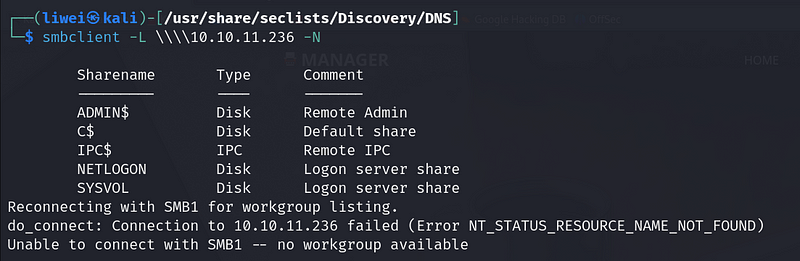 ┌──(liwei㉿kali)-[/usr/share/seclists/Discovery/DNS]
└─$ smbclient -L \\\\10.10.11.236 -N
MANAGER
HOME
Sharename Type Comment
--------- ---- -------
ADMIN$ Disk Remote Admin
C$ Disk Default share
IPC$ IPC Remote IPC
NETLOGON Disk Logon server share
SYSVOL Disk Logon server share
Reconnecting with SMB1 for workgroup listing.
do_connect: Connection to 10.10.11.236 failed (Error NT_STATUS_RESOURCE_NAME_NOT_FOUND)
Unable to connect with SMB1 -- no workgroup available